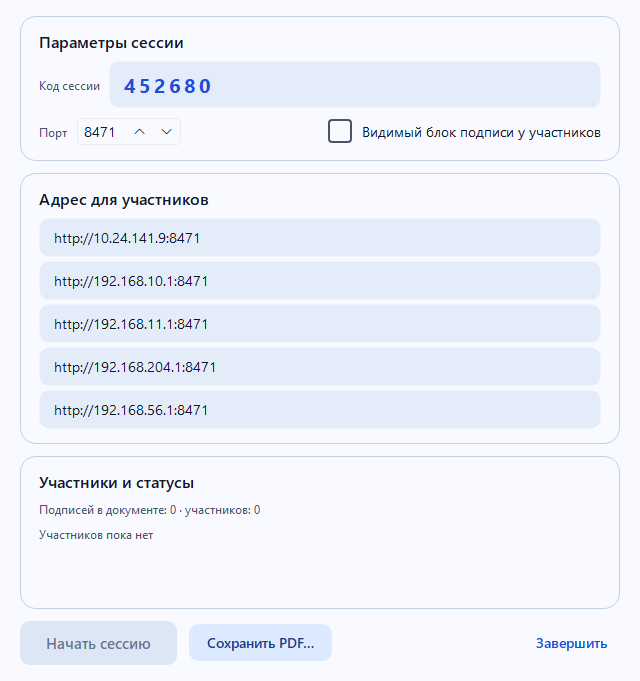 Параметры сессии
Код сессии 452680
Порт 8471 Видимый блок подписи у участников
Адрес для участников
http://10.24.141.9:8471
http://192.168.10.1:8471
http://192.168.11.1:8471
http://192.168.204.1:8471
http://192.168.56.1:8471
Участники и статусы
Подписей в документе: 0 · участников: 0
Участников пока нет
Начать сессию Сохранить PDF... Завершить